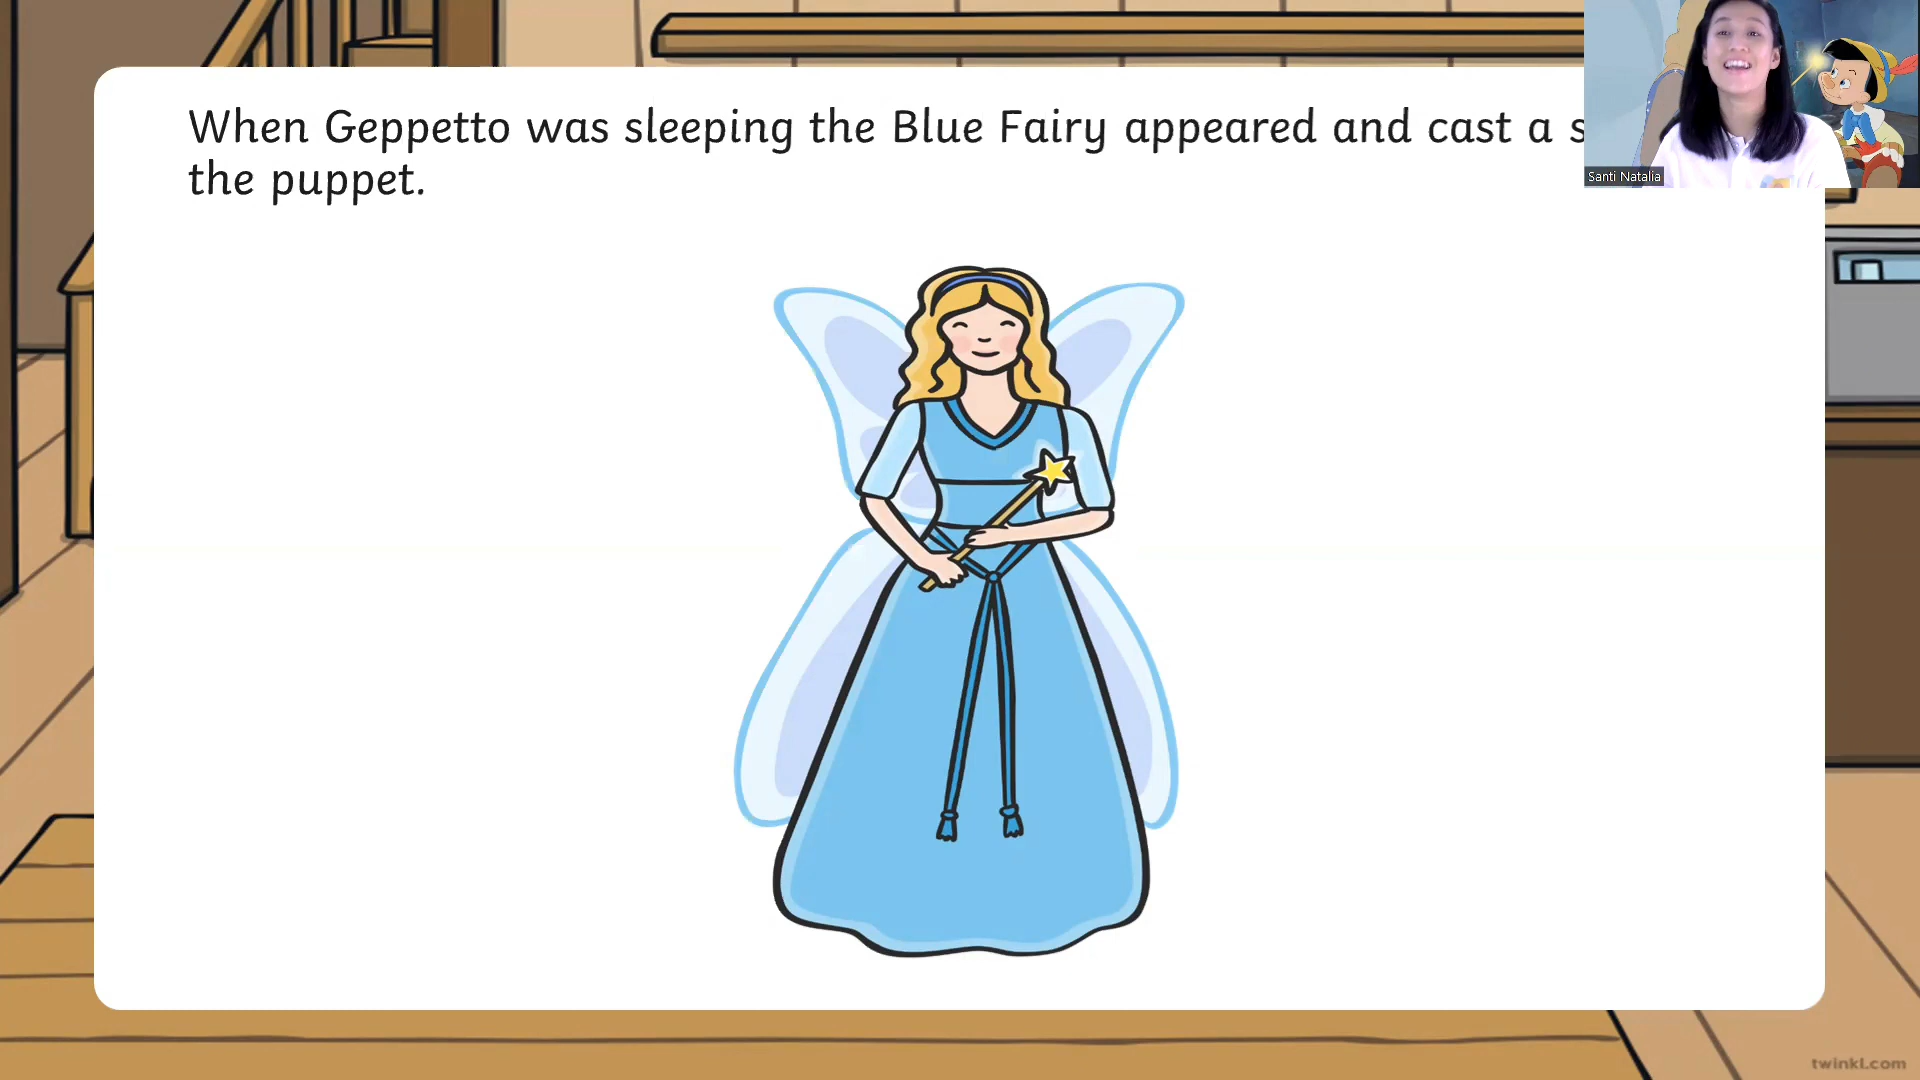 When Geppetto was sleeping the Blue Fairy appeared and cast a
the puppet.
Santi Natalia
twinkl.com